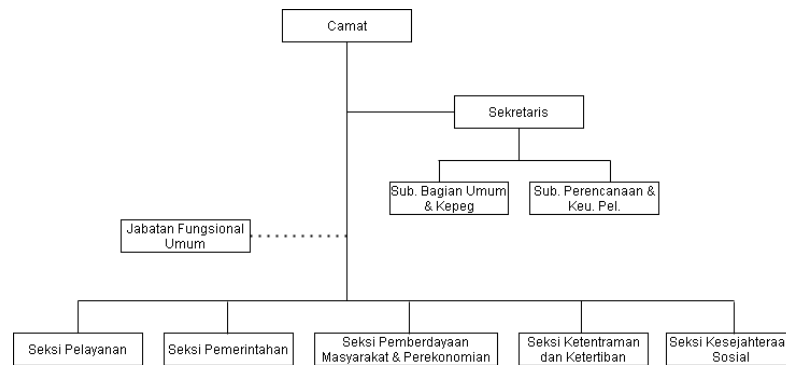 Camat
Sekretaris
Sub. Bagian Umum
& Kepeg
Sub. Perencanaan &
Keu. Pel.
Jabatan Fungsional
Umum
Seksi Pelayanan
Seksi Pemerintahan
Seksi Pemberdayaan
Masyarakat & Perekonomian
Seksi Ketentraman
dan Ketertiban
Seksi Kesejahteraa
Sosial